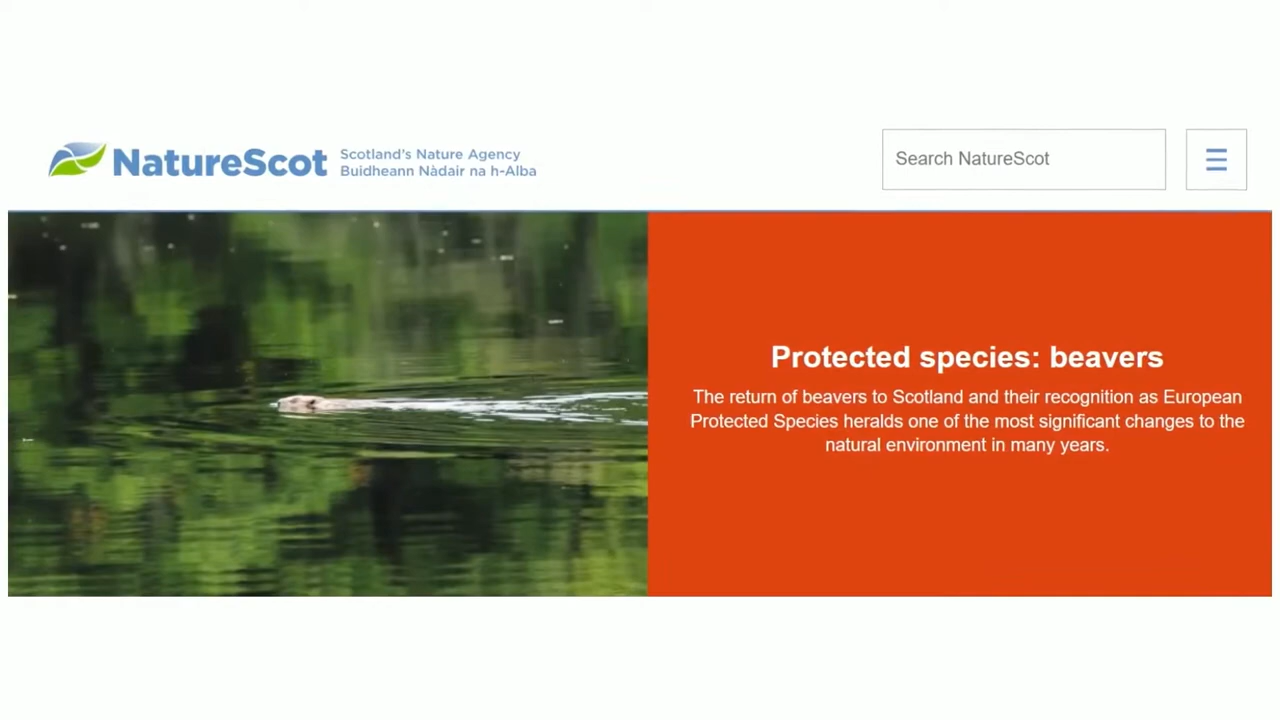 NatureScot
Scotland's Nature Agency
Buidheann Nàdair na h-Alba
Search NatureScot
Protected species: beavers
The return of beavers to Scotland and their recognition as European
Protected Species heralds one of the most significant changes to the
natural environment in many years.